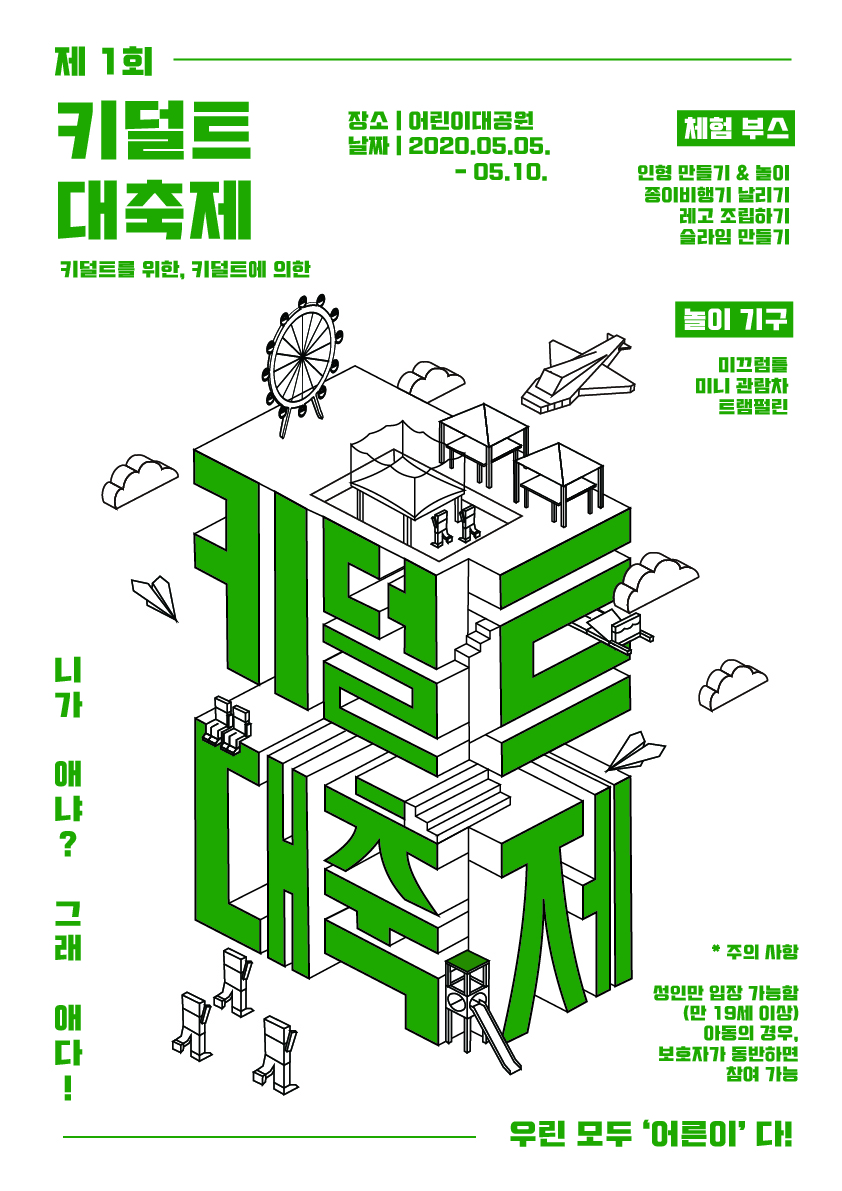 제 1회
키덜트
대축제
키덜트를 위한, 키덜트에 의한
장소 | 어린이대공원
날짜 | 2020.05.05.
- 05.10.
체험 부스
인형 만들기 & 놀이
종이비행기 날리기
레고 조립하기
슬라임 만들기
놀이 기구
미끄럼틀
미니 관람차
트램펄린
키덜트
대축제
니가 애냐? 그래 애다!
* 주의 사항
성인만 입장 가능함
(만 19세 이상)
아동의 경우,
보호자가 동반하면
참여 가능
우린 모두 ‘어른이’ 다!